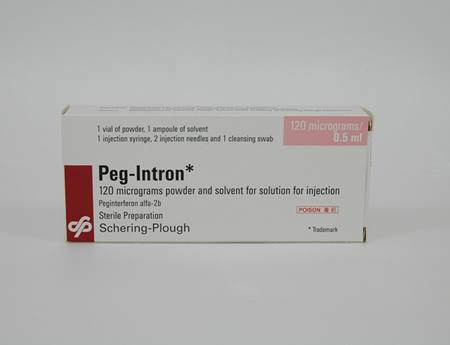 1 vial of powder, 1 ampoule of solvent
1 injection syringe, 2 injection needles and 1 cleansing swab
120 micrograms/
0.5 ml
Peg-Intron*
120 micrograms powder and solvent for solution for injection
Peginterferon alfa-2b
Sterile Preparation
POISON 毒药
Schering-Plough
* Trademark